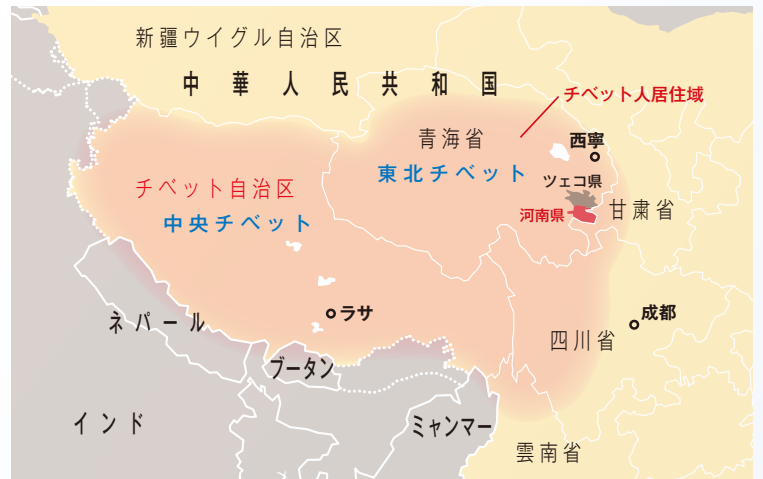 新疆ウイグル自治区
中華人民共和国
チベット人居住域
青海省
西寧
東北チベット
ツェコ県
チベット自治区
河南県
甘粛省
中央チベット
ラサ
成都
ネパール
四川省
ブータン
インド
ミャンマー
雲南省